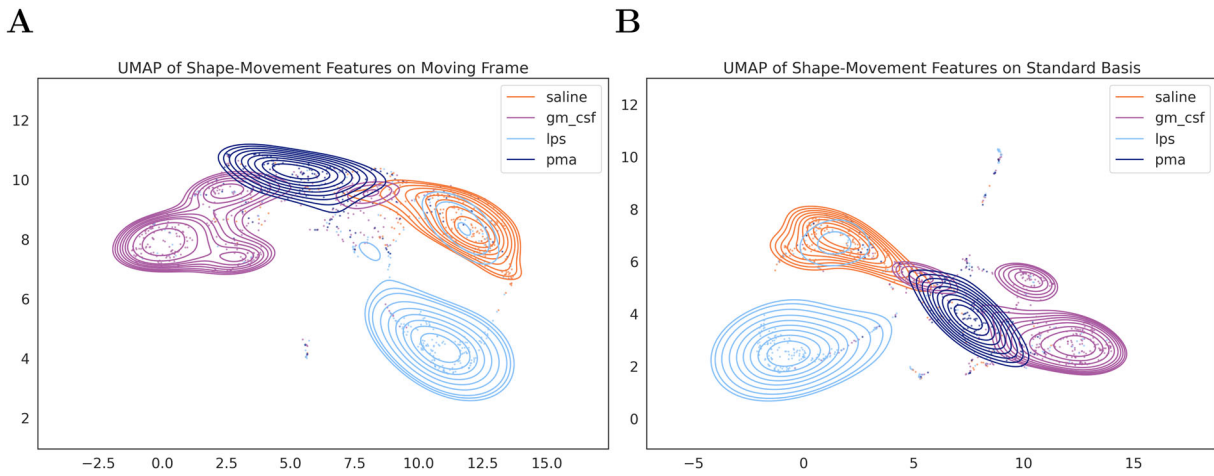 A
B
UMAP of Shape-Movement Features on Moving Frame
saline
gm_csf
lps
pma
12
10
8
6
4
2
−2.5 0.0 2.5 5.0 7.5 10.0 12.5 15.0
UMAP of Shape-Movement Features on Standard Basis
saline
gm_csf
lps
pma
12
10
8
6
4
2
0
−5 0 5 10 15